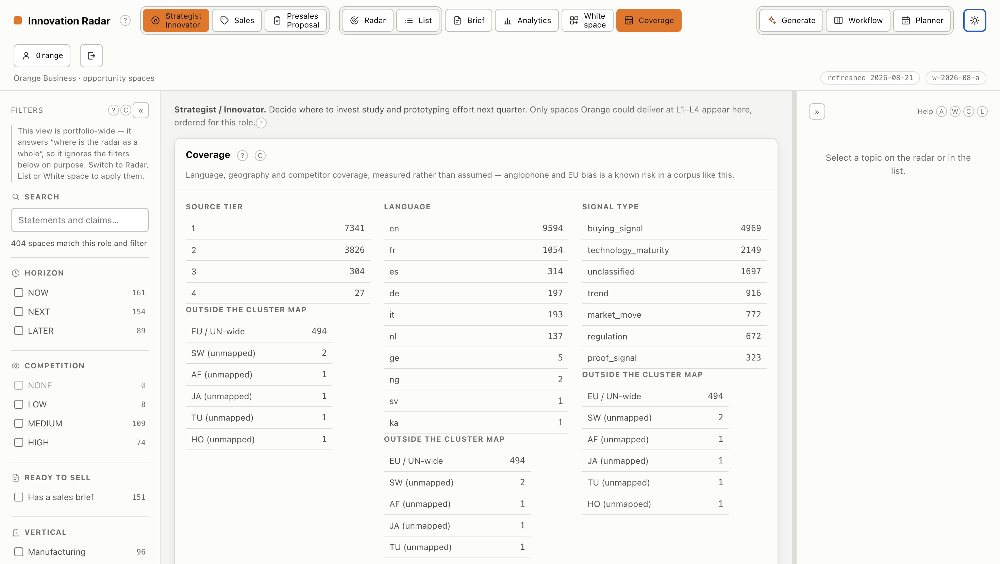 Innovation Radar ?
Strategist
Innovator
Sales
Presales
Proposal
Radar
List
Brief
Analytics
White
space
Coverage
Generate
Workflow
Planner
Orange
Orange Business · opportunity spaces
refreshed 2026-08-21
w-2026-08-a
FILTERS ? C «
This view is portfolio-wide — it
answers “where is the radar as a
whole”, so it ignores the filters
below on purpose. Switch to Radar,
List or White space to apply them.
SEARCH
Statements and claims...
404 spaces match this role and filter
HORIZON
NOW 161
NEXT 154
LATER 89
COMPETITION
NONE 0
LOW 8
MEDIUM 109
HIGH 74
READY TO SELL
Has a sales brief 151
VERTICAL
Manufacturing 96
Strategist / Innovator. Decide where to invest study and prototyping effort next quarter. Only spaces Orange could deliver at L1–L4 appear here,
ordered for this role. ?
Coverage ? C
Language, geography and competitor coverage, measured rather than assumed — anglophone and EU bias is a known risk in a corpus like this.
SOURCE TIER
1 7341
2 3826
3 304
4 27
OUTSIDE THE CLUSTER MAP
EU / UN-wide 494
SW (unmapped) 2
AF (unmapped) 1
JA (unmapped) 1
TU (unmapped) 1
HO (unmapped) 1
LANGUAGE
en 9594
fr 1054
es 314
de 197
it 193
nl 137
ge 5
ng 2
sv 1
ka 1
OUTSIDE THE CLUSTER MAP
EU / UN-wide 494
SW (unmapped) 2
AF (unmapped) 1
JA (unmapped) 1
TU (unmapped) 1
SIGNAL TYPE
buying_signal 4969
technology_maturity 2149
unclassified 1697
trend 916
market_move 772
regulation 672
proof_signal 323
OUTSIDE THE CLUSTER MAP
EU / UN-wide 494
SW (unmapped) 2
AF (unmapped) 1
JA (unmapped) 1
TU (unmapped) 1
HO (unmapped) 1
» Help A W C L
Select a topic on the radar or in the
list.